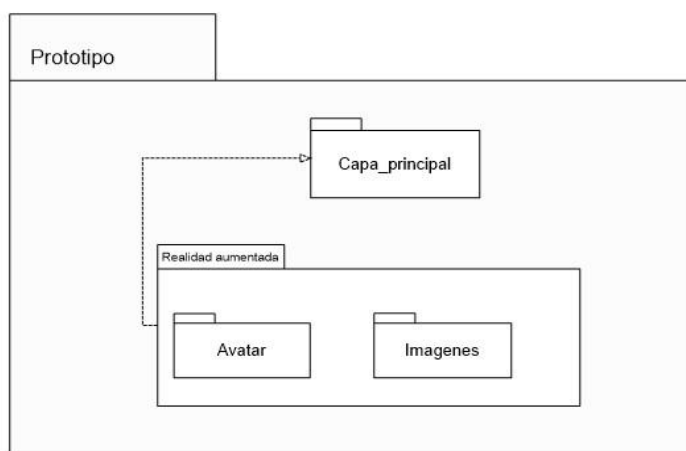 Prototipo
Capa_principal
Realidad aumentada
Avatar
Imagenes